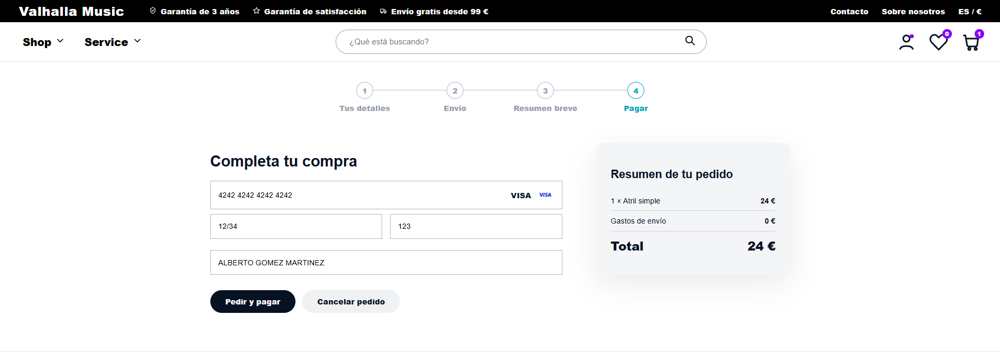 Valhalla Music Garantía de 3 años Garantía de satisfacción Envío gratis desde 99 € Contacto Sobre nosotros ES / €
Shop Service ¿Qué está buscando? 0 1
1 2 3 4
Tus detalles Envío Resumen breve Pagar
Completa tu compra
4242 4242 4242 4242 VISA VISA
12/34 123
ALBERTO GOMEZ MARTINEZ
Pedir y pagar Cancelar pedido
Resumen de tu pedido
1 × Atril simple 24 €
Gastos de envío 0 €
Total 24 €